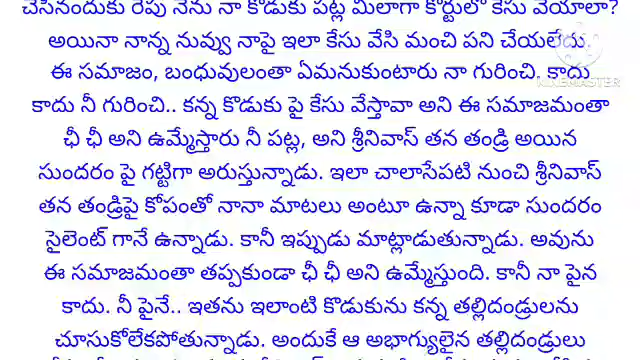 చేసినందుకు రేపు నేను నా కొడుకు పట్ల మిలాగా కోర్టులో కేసు వేయాలా?
అయినా నాన్న నువ్వు నాపై ఇలా కేసు వేసి మంచి పని చేయలేదు.
ఈ సమాజం, బంధువులంతా ఏమనుకుంటారు నా గురించి. కాదు
KINEMASTER
కాదు నీ గురించి.. కన్న కొడుకు పై కేసు వేస్తావా అని ఈ సమాజమంతా
ఛీ ఛీ అని ఉమ్మేస్తారు నీ పట్ల, అని శ్రీనివాస్ తన తండ్రి అయిన
సుందరం పై గట్టిగా అరుస్తున్నాడు. ఇలా చాలాసేపటి నుంచి శ్రీనివాస్
తన తండ్రిపై కోపంతో నానా మాటలు అంటూ ఉన్నా కూడా సుందరం
సైలెంట్ గానే ఉన్నాడు. కానీ ఇప్పుడు మాట్లాడుతున్నాడు. అవును
ఈ సమాజమంతా తప్పకుండా ఛీ ఛీ అని ఉమ్మేస్తుంది. కానీ నా పైన
కాదు. నీ పైనే.. ఇతను ఇలాంటి కొడుకును కన్న తల్లిదండ్రులను
చూసుకోలేకపోతున్నాడు. అందుకే ఆ అభాగ్యులైన తల్లిదండ్రులు